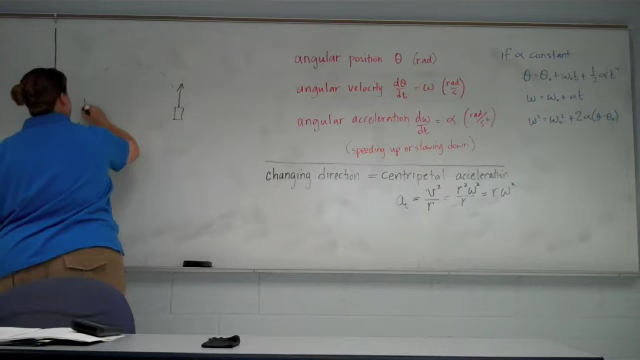 angular position θ (rad)
angular velocity dθ/dt = ω (rad/s)
angular acceleration dω/dt = α (rad/s²)
(speeding up or slowing down)
changing direction = centripetal acceleration
a = v²/r = r²ω²/r = rω²
if α constant
θ = θ₀ + ω₀t + ½αt²
ω = ω₀ + αt
ω² = ω₀² + 2α(θ-θ₀)